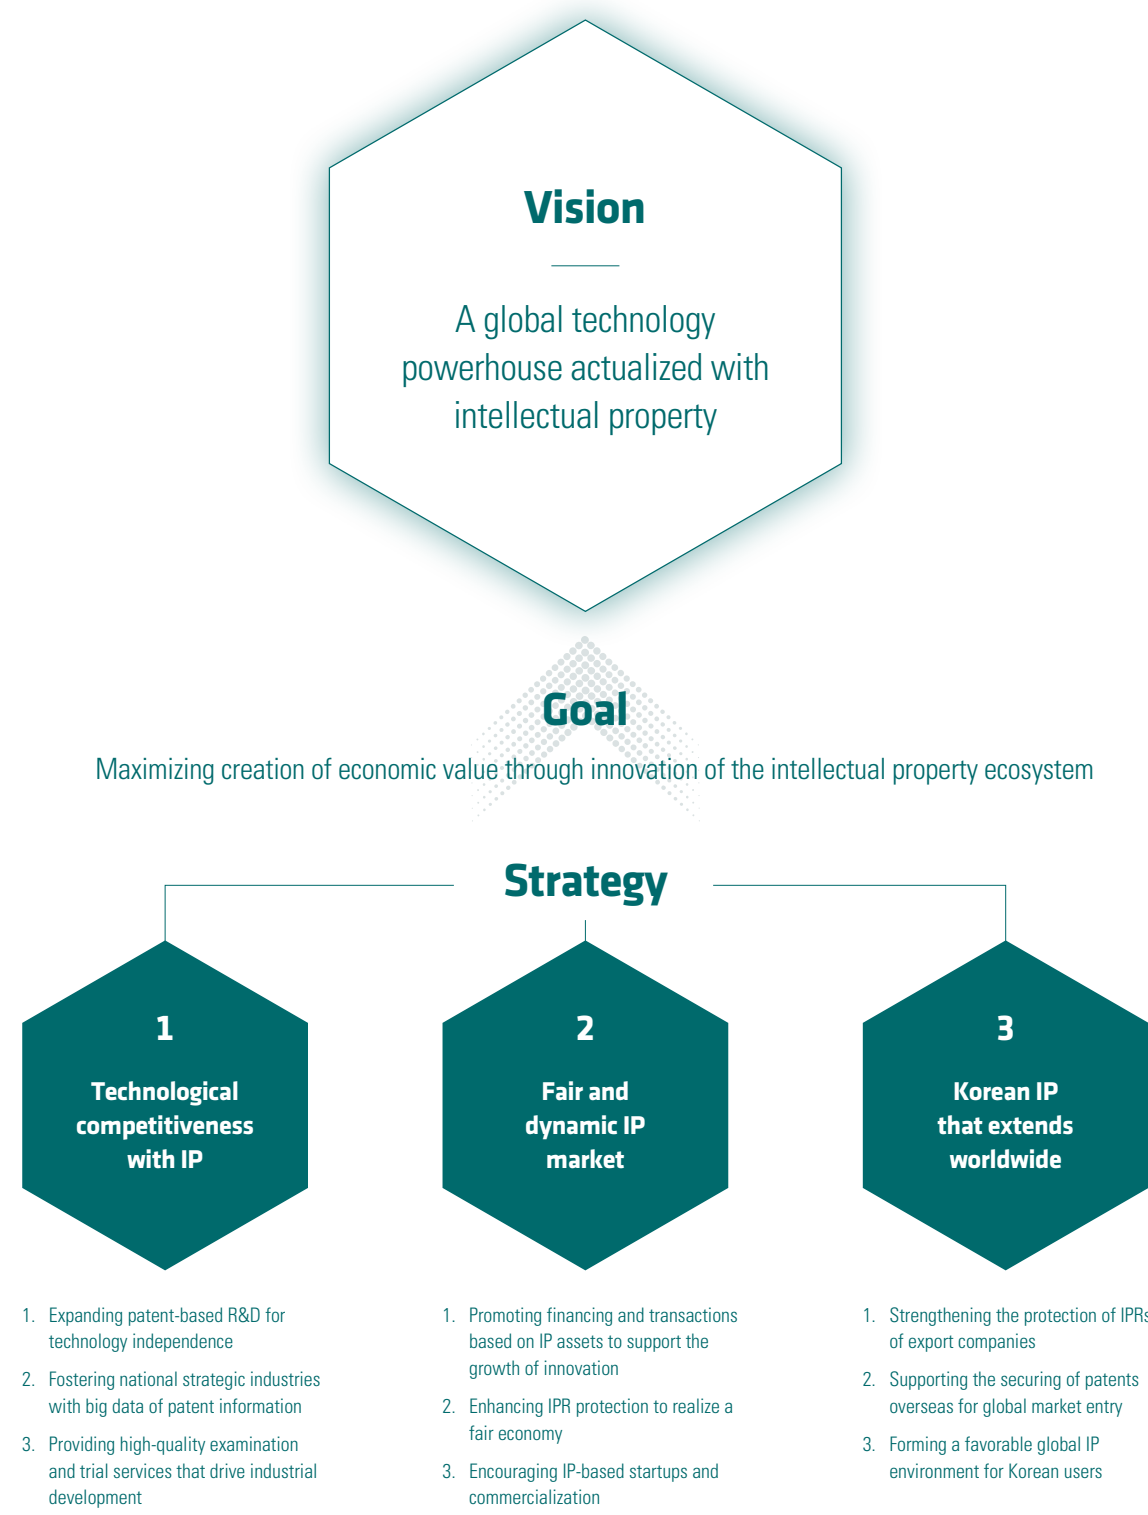 Vision
A global technology
powerhouse actualized with
intellectual property
Goal
Maximizing creation of economic value through innovation of the intellectual property ecosystem
Strategy
1
Technological
competitiveness
with IP
2
Fair and
dynamic IP
market
3
Korean IP
that extends
worldwide
1. Expanding patent-based R&D for
technology independence
2. Fostering national strategic industries
with big data of patent information
3. Providing high-quality examination
and trial services that drive industrial
development
1. Promoting financing and transactions
based on IP assets to support the
growth of innovation
2. Enhancing IPR protection to realize a
fair economy
3. Encouraging IP-based startups and
commercialization
1. Strengthening the protection of IPRs
of export companies
2. Supporting the securing of patents
overseas for global market entry
3. Forming a favorable global IP
environment for Korean users